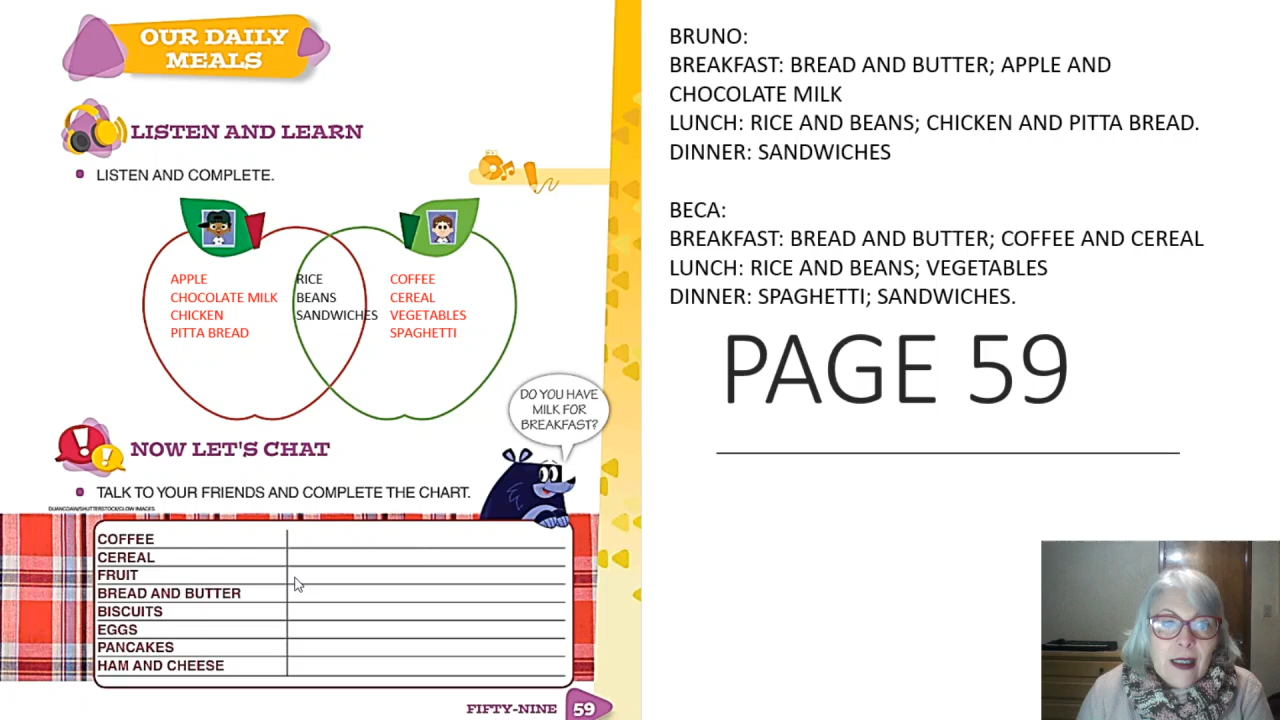 OUR DAILY
MEALS
LISTEN AND LEARN
LISTEN AND COMPLETE.
APPLE
CHOCOLATE MILK
CHICKEN
PITTA BREAD
RICE
BEANS
SANDWICHES
COFFEE
CEREAL
VEGETABLES
SPAGHETTI
DO YOU HAVE
MILK FOR
BREAKFAST?
NOW LET'S CHAT
TALK TO YOUR FRIENDS AND COMPLETE THE CHART.
COFFEE
CEREAL
FRUIT
BREAD AND BUTTER
BISCUITS
EGGS
PANCAKES
HAM AND CHEESE
FIFTY-NINE 59
BRUNO:
BREAKFAST: BREAD AND BUTTER; APPLE AND
CHOCOLATE MILK
LUNCH: RICE AND BEANS; CHICKEN AND PITTA BREAD.
DINNER: SANDWICHES
BECA:
BREAKFAST: BREAD AND BUTTER; COFFEE AND CEREAL
LUNCH: RICE AND BEANS; VEGETABLES
DINNER: SPAGHETTI; SANDWICHES.
PAGE 59